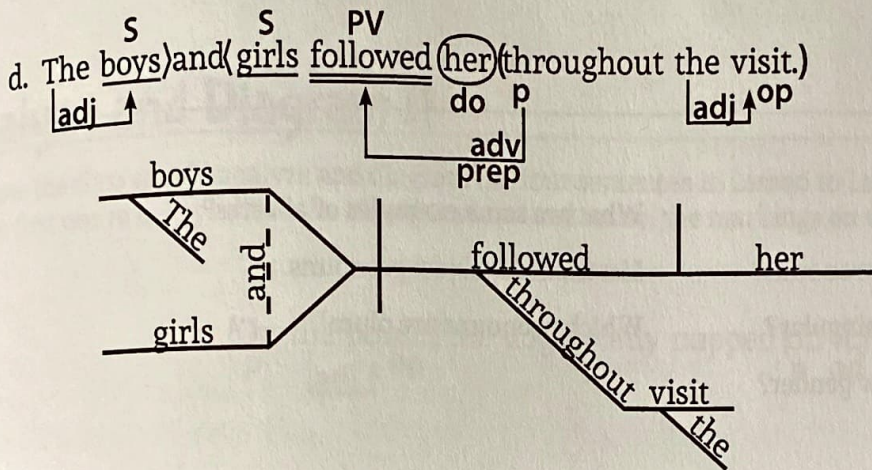 S S PV
d. The boys)and(girls followed her(throughout the visit.)
adj do p adj op
adv
prep
boys
The
and
followed her
girls
throughout visit
the